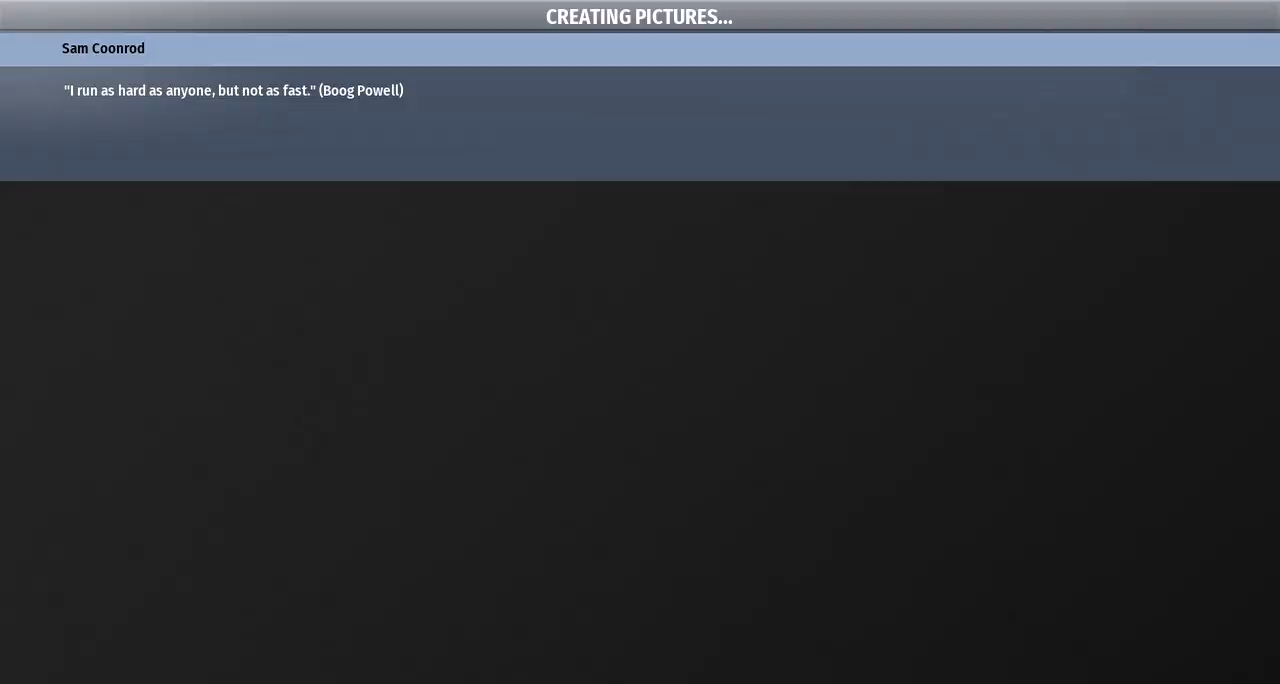 CREATING PICTURES...
Sam Coonrod
"I run as hard as anyone, but not as fast." (Boog Powell)